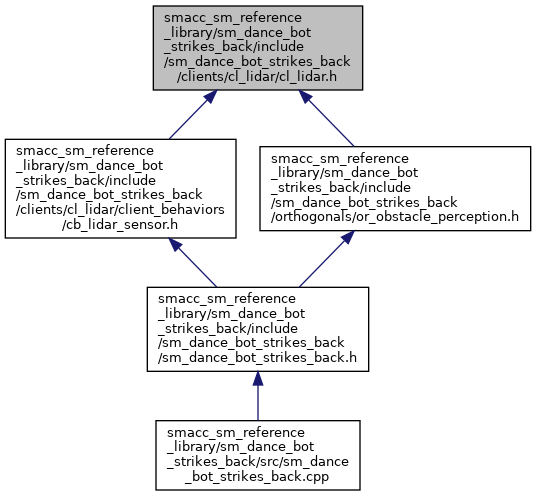 smacc_sm_reference
_library/sm_dance_bot
_strikes_back/include
/sm_dance_bot_strikes_back
/clients/cl_lidar/cl_lidar.h
smacc_sm_reference
_library/sm_dance_bot
_strikes_back/include
/sm_dance_bot_strikes_back
/clients/cl_lidar/client_behaviors
/cb_lidar_sensor.h
smacc_sm_reference
_library/sm_dance_bot
_strikes_back/include
/sm_dance_bot_strikes_back
/orthogonals/or_obstacle_perception.h
smacc_sm_reference
_library/sm_dance_bot
_strikes_back/include
/sm_dance_bot_strikes_back
/sm_dance_bot_strikes_back.h
smacc_sm_reference
_library/sm_dance_bot
_strikes_back/src/sm_dance
_bot_strikes_back.cpp